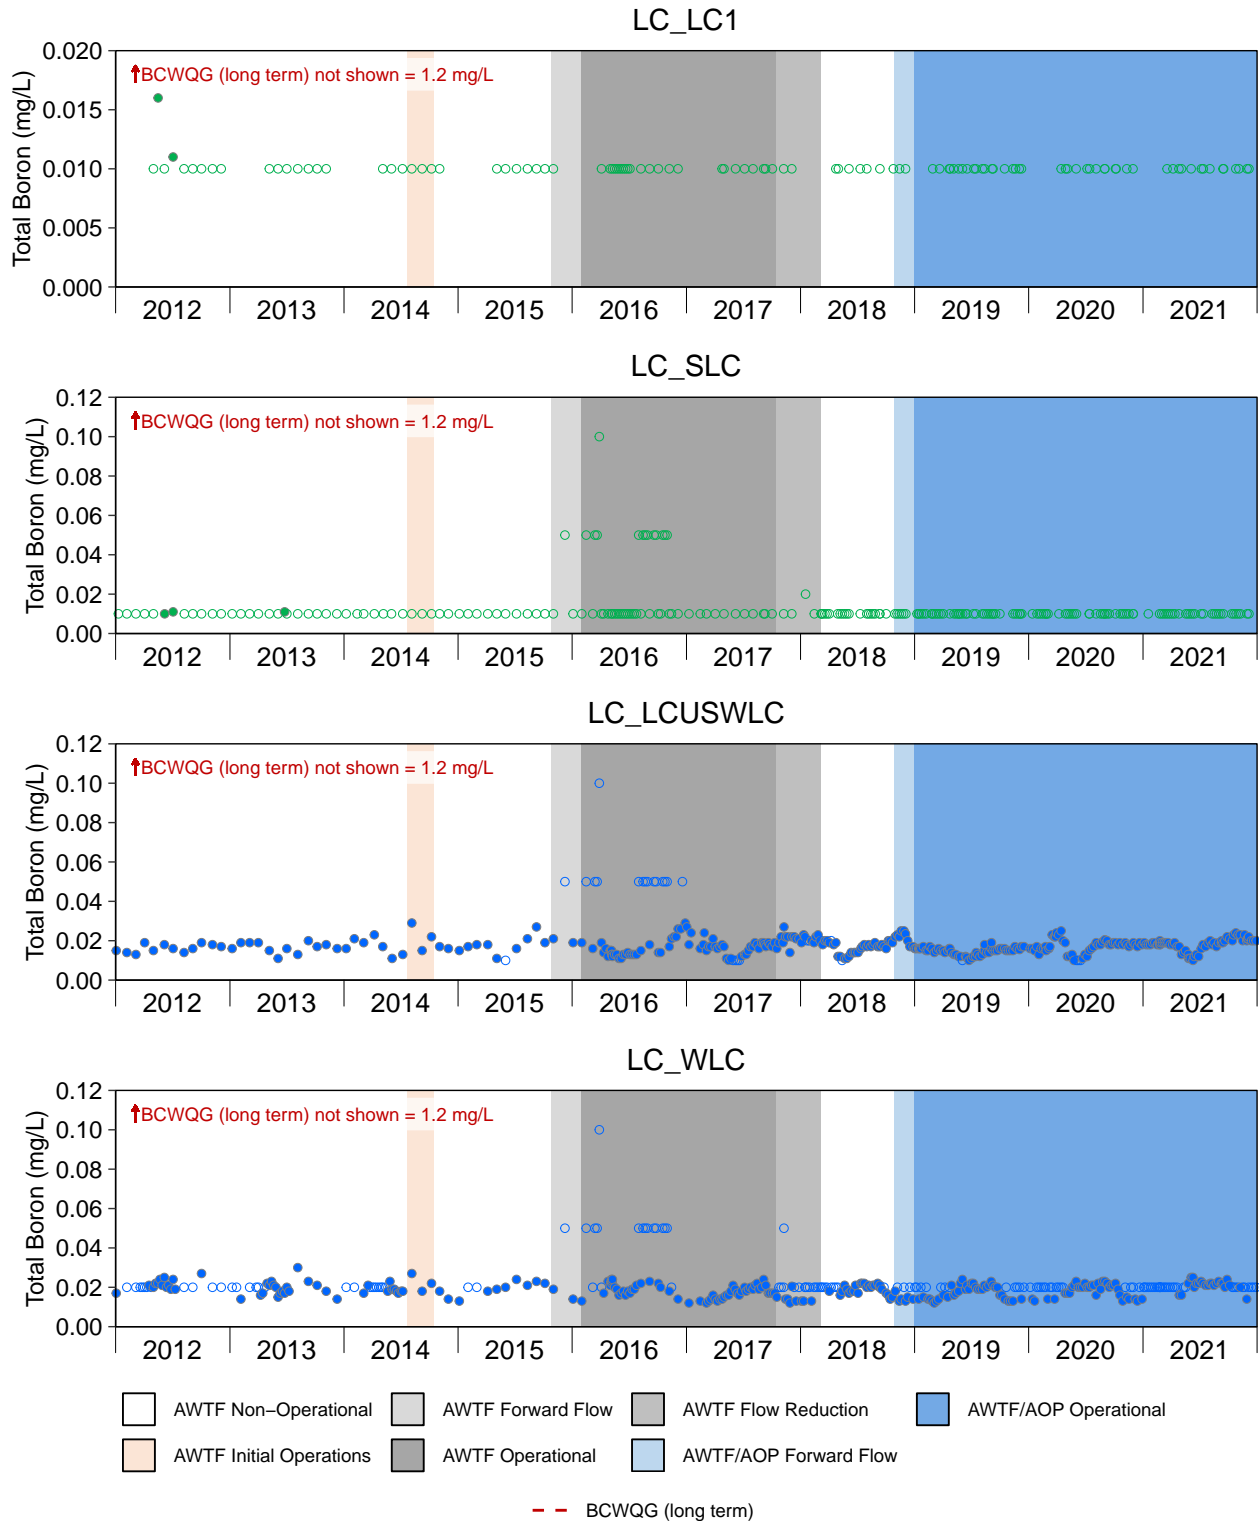 LC_LC1
Total Boron (mg/L)
0.020
0.015
0.010
0.005
0.000
BCWQG (long term) not shown = 1.2 mg/L
2012 2013 2014 2015 2016 2017 2018 2019 2020 2021
LC_SLC
Total Boron (mg/L)
0.12
0.10
0.08
0.06
0.04
0.02
0.00
BCWQG (long term) not shown = 1.2 mg/L
2012 2013 2014 2015 2016 2017 2018 2019 2020 2021
LC_LCUSWLC
Total Boron (mg/L)
0.12
0.10
0.08
0.06
0.04
0.02
0.00
BCWQG (long term) not shown = 1.2 mg/L
2012 2013 2014 2015 2016 2017 2018 2019 2020 2021
LC_WLC
Total Boron (mg/L)
0.12
0.10
0.08
0.06
0.04
0.02
0.00
BCWQG (long term) not shown = 1.2 mg/L
2012 2013 2014 2015 2016 2017 2018 2019 2020 2021
AWTF Non−Operational AWTF Forward Flow AWTF Flow Reduction AWTF/AOP Operational
AWTF Initial Operations AWTF Operational AWTF/AOP Forward Flow
BCWQG (long term)